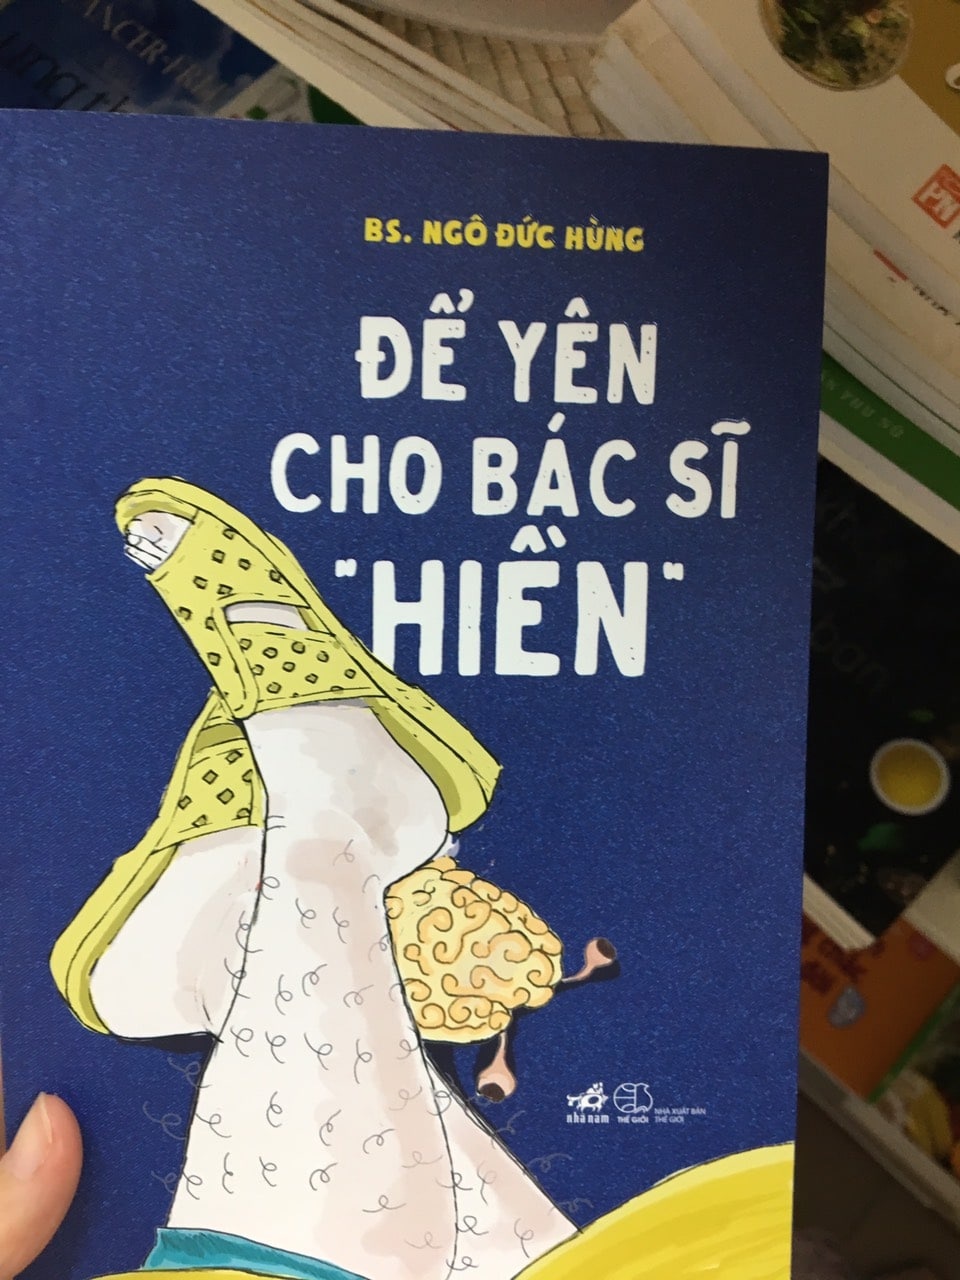 BS. NGÔ ĐỨC HÙNG
ĐỂ YÊN
CHO BÁC SĨ
"HIỀN"
nhã nam
THẾ GIỚI
NHÀ XUẤT BẢN
THẾ GIỚI
PN